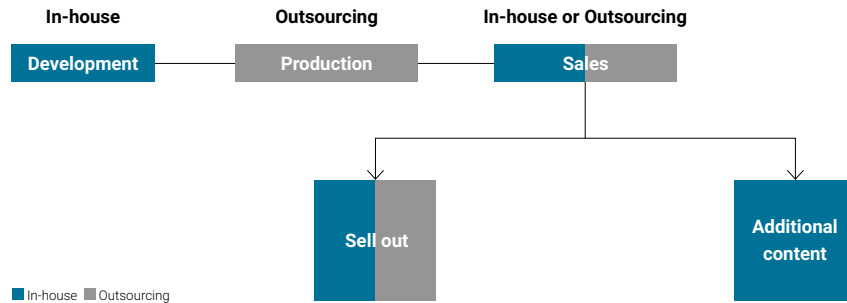 In-house
Outsourcing
In-house or Outsourcing
Development
Production
Sales
Sell out
Additional
content
In-house
Outsourcing